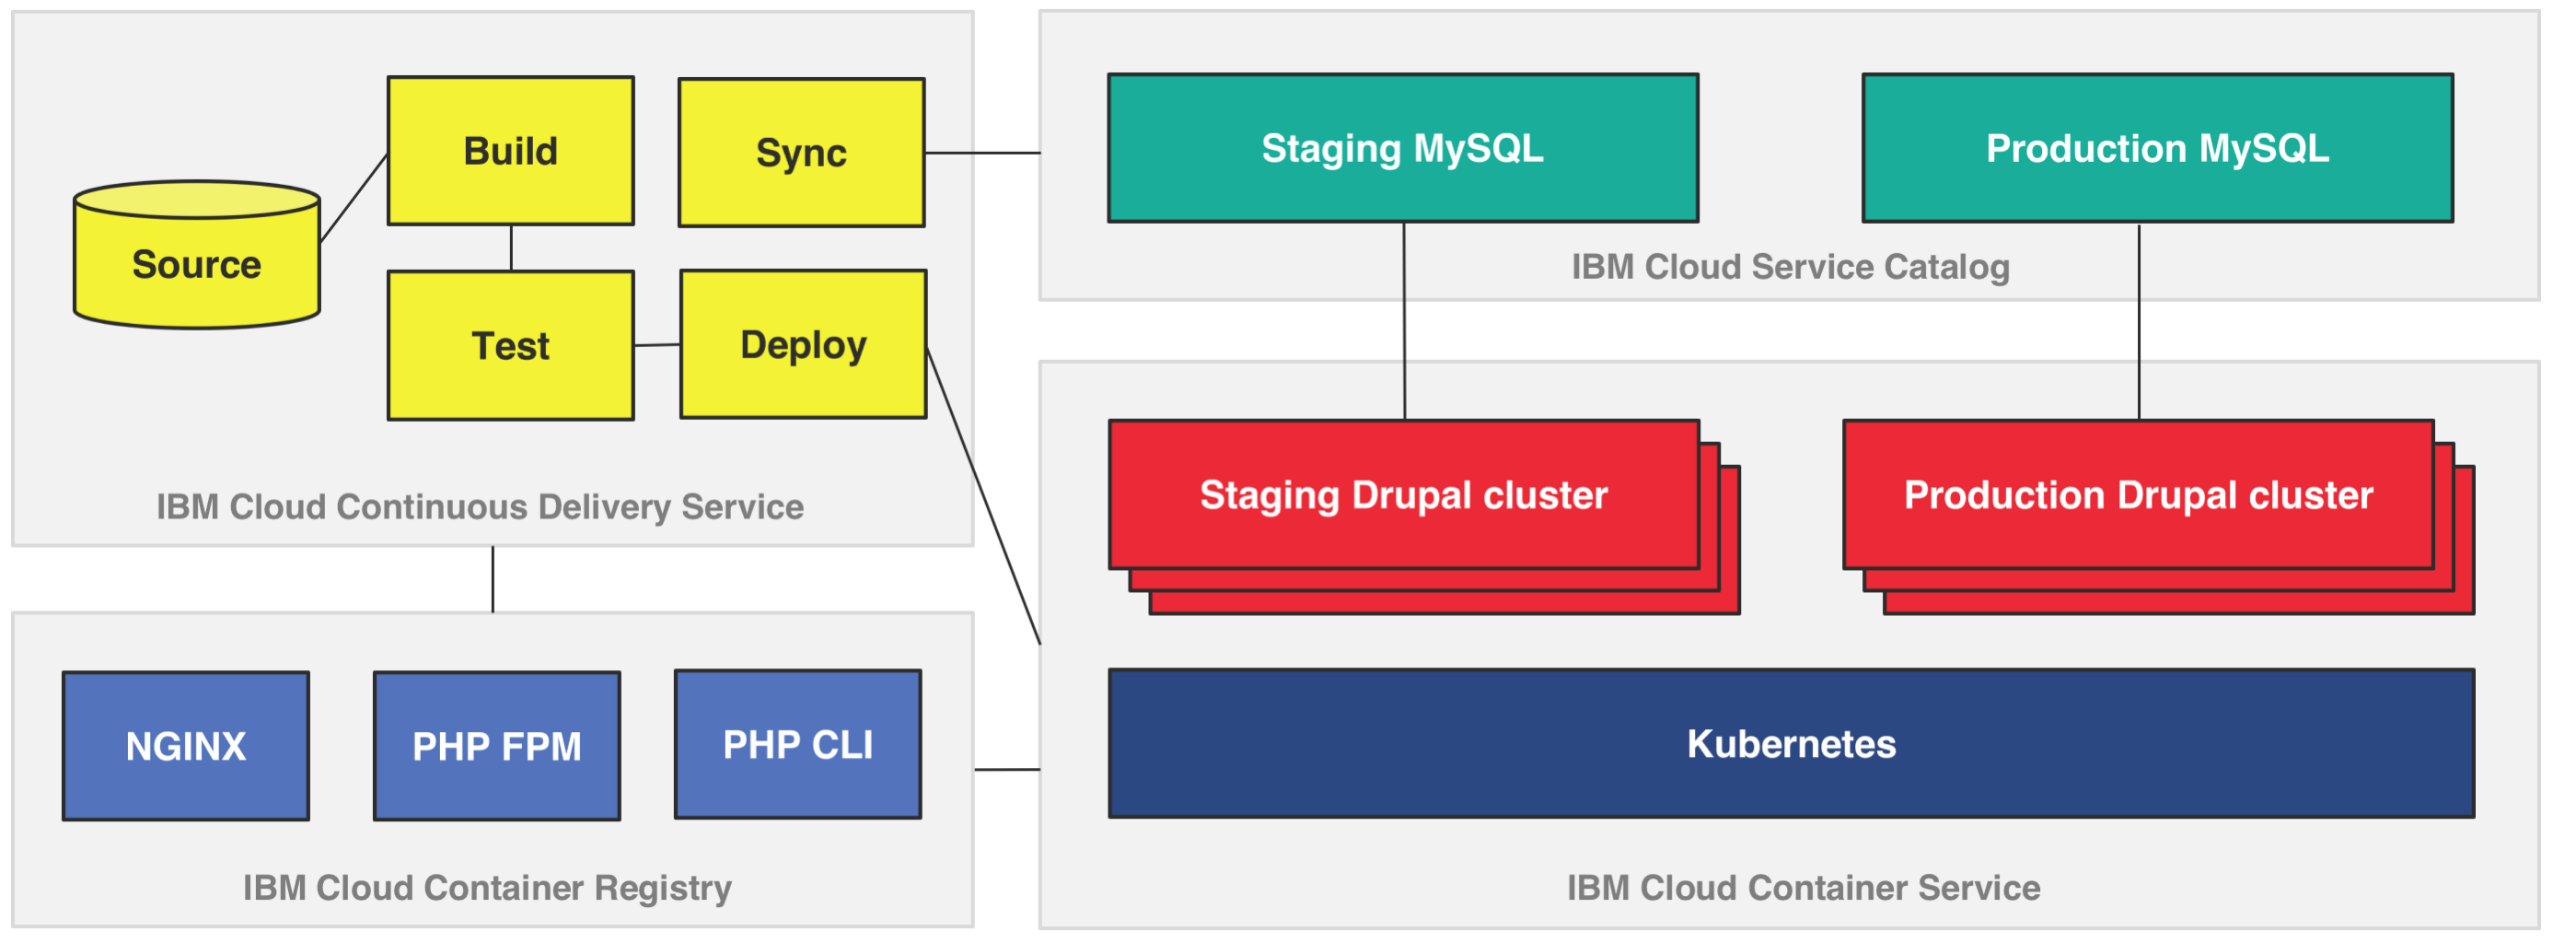 Build
Sync
Source
Test
Deploy
IBM Cloud Continuous Delivery Service
Staging MySQL
Production MySQL
IBM Cloud Service Catalog
Staging Drupal cluster
Production Drupal cluster
Kubernetes
IBM Cloud Container Service
NGINX
PHP FPM
PHP CLI
IBM Cloud Container Registry